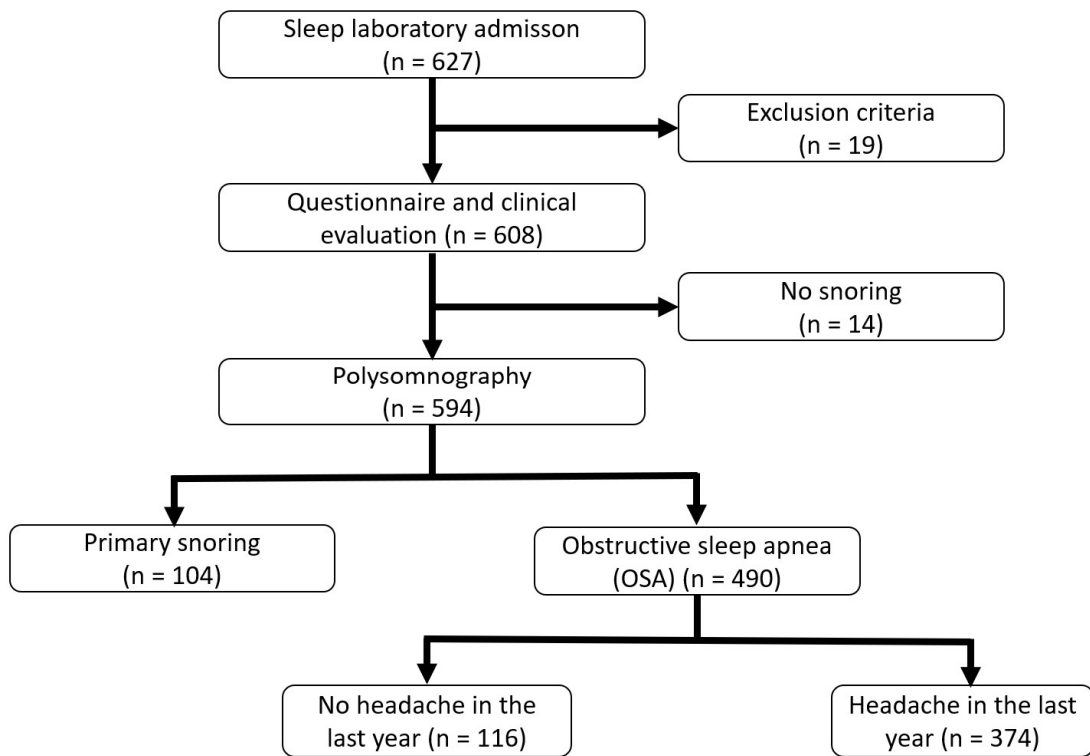 Sleep laboratory admisson
(n = 627)
Exclusion criteria
(n = 19)
Questionnaire and clinical
evaluation (n = 608)
No snoring
(n = 14)
Polysomnography
(n = 594)
Primary snoring
(n = 104)
Obstructive sleep apnea
(OSA) (n = 490)
No headache in the
last year (n = 116)
Headache in the last
year (n = 374)